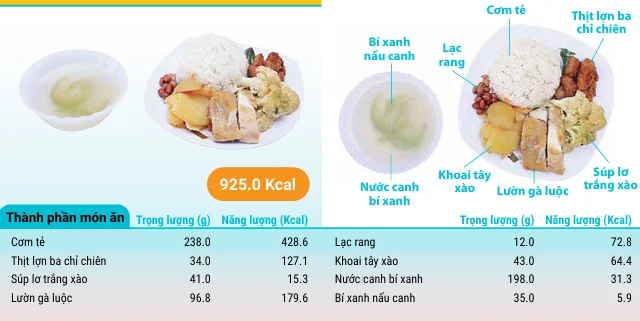 Cơm tẻ
Thịt lợn ba
chỉ chiên
Bí xanh
nấu canh
Lạc
rang
925.0 Kcal
Nước canh
bí xanh
Khoai tây
xào
Lườn gà luộc
Súp lơ
trắng xào
Thành phần món ăn Trọng lượng (g) Năng lượng (Kcal) Trọng lượng (g) Năng lượng (Kcal)
Cơm tẻ 238.0 428.6 Lạc rang 12.0 72.8
Thịt lợn ba chỉ chiên 34.0 127.1 Khoai tây xào 43.0 64.4
Súp lơ trắng xào 41.0 15.3 Nước canh bí xanh 198.0 31.3
Lườn gà luộc 96.8 179.6 Bí xanh nấu canh 35.0 5.9